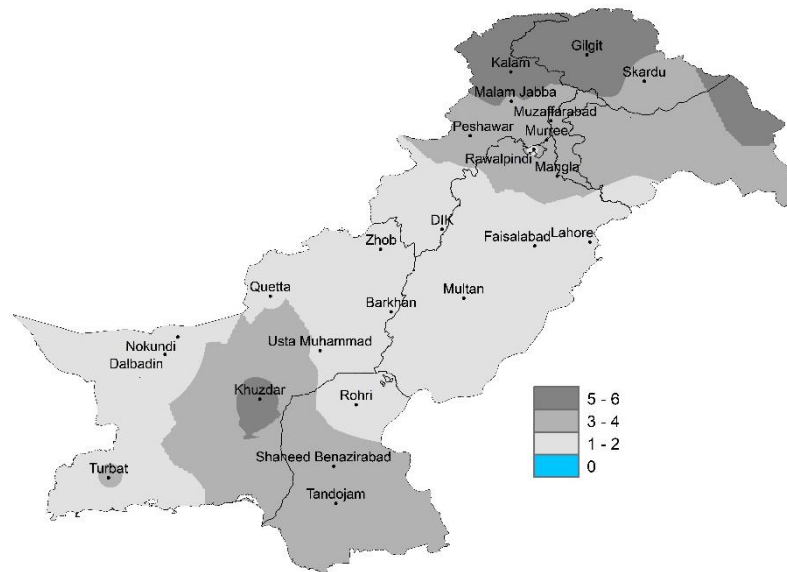 Gilgit
Kalam
Skardu
Malam Jabba
Muzaffarabad
Peshawar
Murree
Rawalpindi
Mangla
DIK
Zhob
Faisalabad
Lahore
Quetta
Multan
Barkhan
Nokundi
Usta Muhammad
Dalbadin
Khuzdar
Rohri
5 - 6
3 - 4
1 - 2
0
Shaheed Benazirabad
Turbat
Tandojam